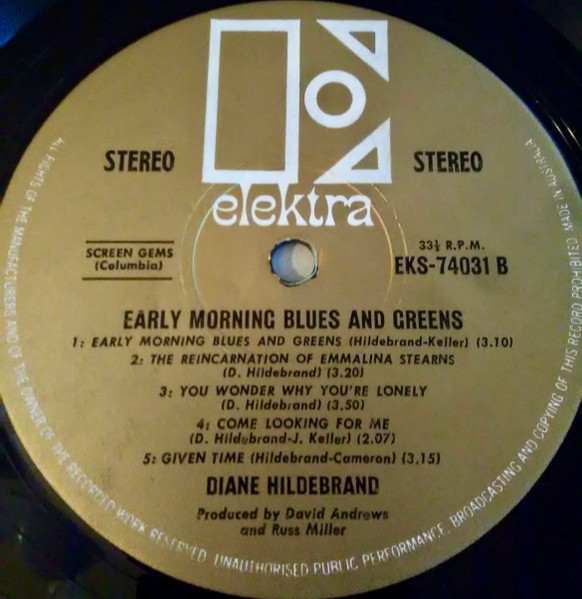 elektra
STEREO
STEREO
SCREEN GEMS
(Columbia)
33⅓ R.P.M.
EKS-74031 B
EARLY MORNING BLUES AND GREENS
1: EARLY MORNING BLUES AND GREENS (Hildebrand-Keller) (3.10)
2: THE REINCARNATION OF EMMALINA STEARNS
(D. Hildebrand) (3.20)
3: YOU WONDER WHY YOU'RE LONELY
(D. Hildebrand) (3.50)
4: COME LOOKING FOR ME
(D. Hildebrand-J. Keller) (2.07)
5: GIVEN TIME (Hildebrand-Cameron) (3.15)
DIANE HILDEBRAND
Produced by David Andrews
and Russ Miller
ALL RIGHTS OF THE MANUFACTURERS AND OF THE OWNER OF THE RECORDED WORK RESERVED. UNAUTHORISED PUBLIC PERFORMANCE, BROADCASTING AND COPYING OF THIS RECORD PROHIBITED. MADE IN AUSTRALIA